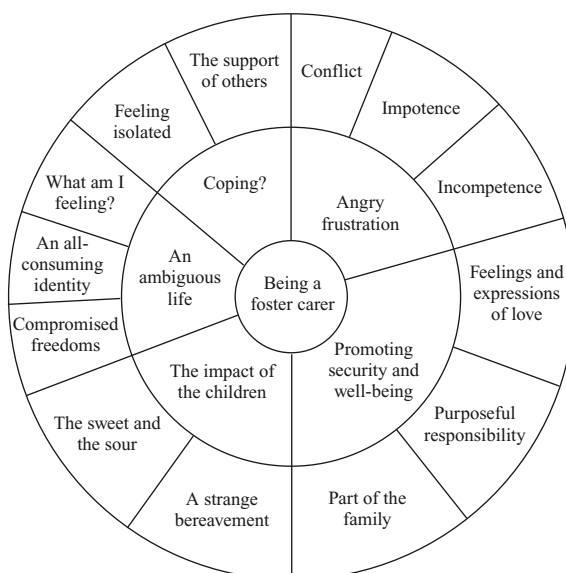 The support
of others
Conflict
Impotence
Incompetence
Feelings and
expressions
of love
Purposeful
responsibility
Part of the
family
A strange
bereavement
The sweet and
the sour
Compromised
freedoms
An all-
consuming
identity
What am I
feeling?
Feeling
isolated
Coping?
Angry
frustration
Promoting
security and
well-being
The impact of
the children
An
ambiguous
life
Being a
foster carer